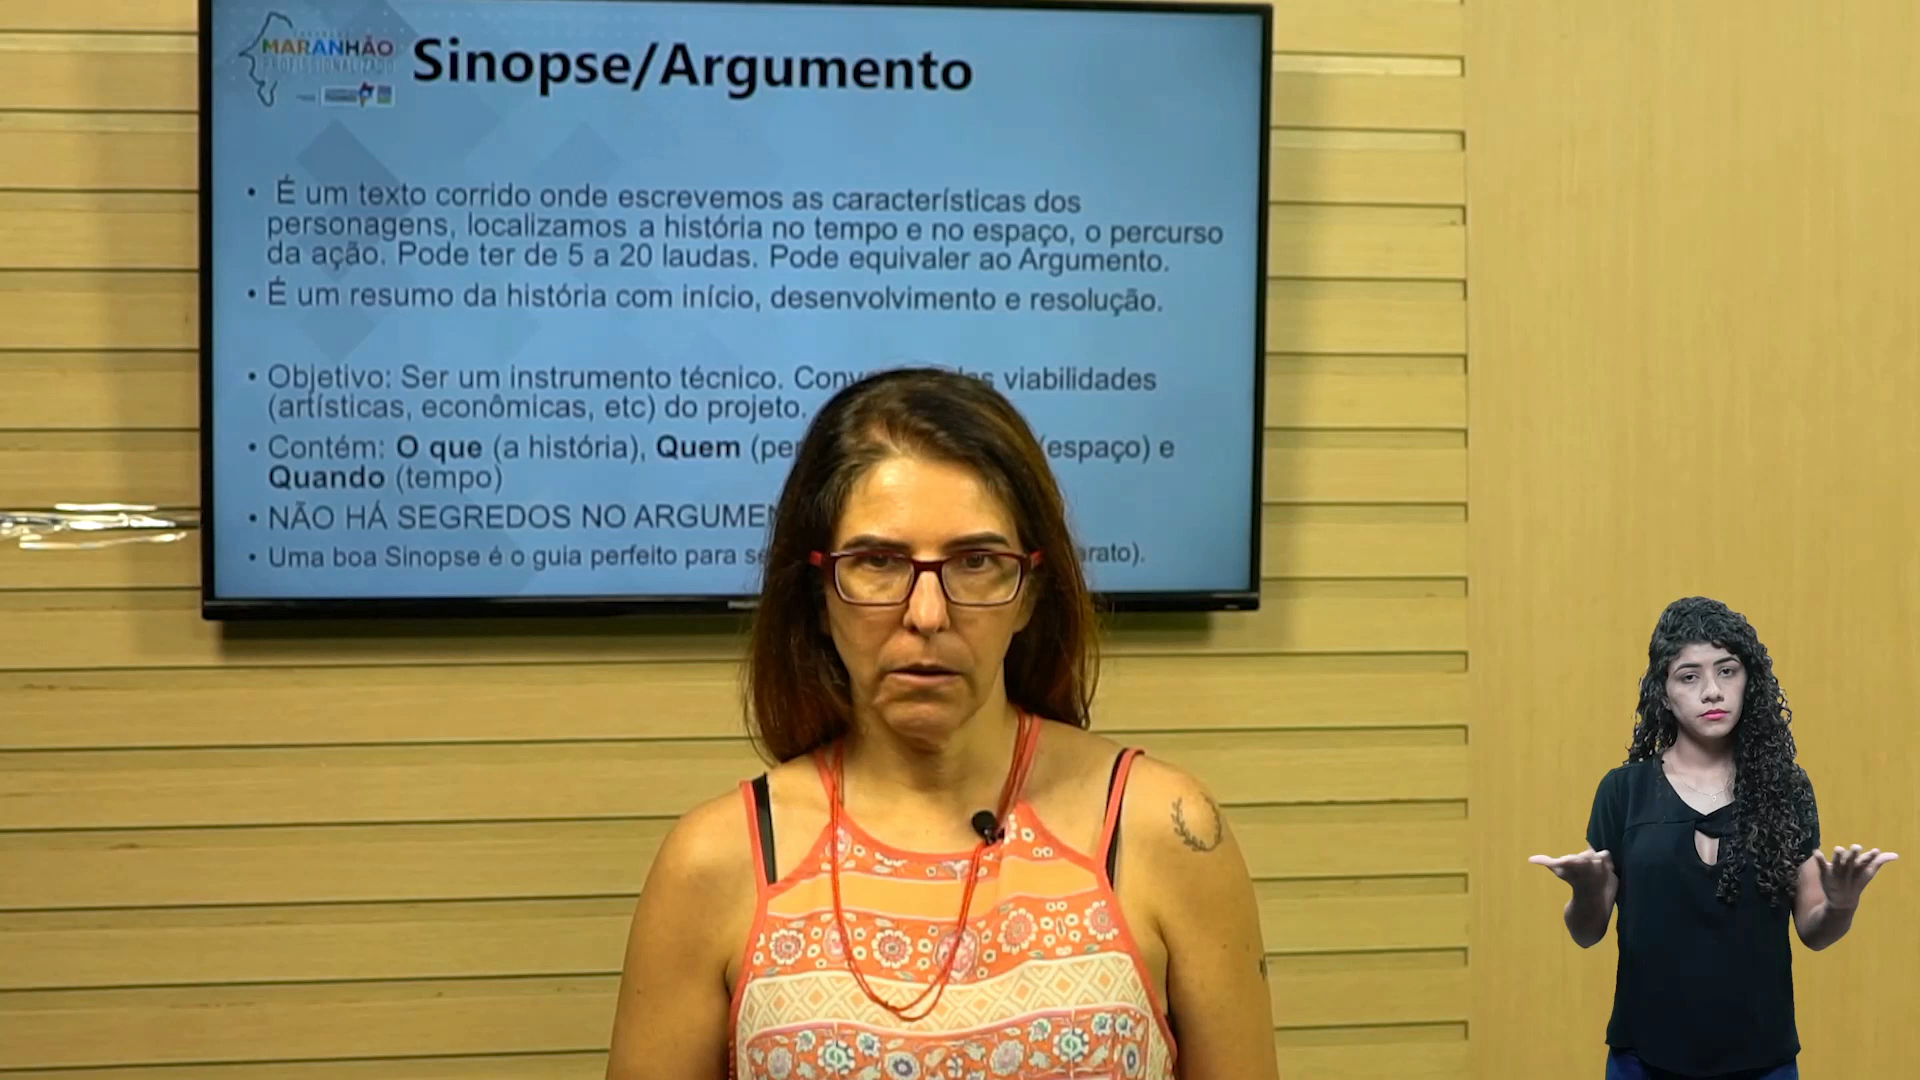 MARANHÃO
PROFISSIONALIZADO
Sinopse/Argumento
• É um texto corrido onde escrevemos as características dos
personagens, localizamos a história no tempo e no espaço, o percurso
da ação. Pode ter de 5 a 20 laudas. Pode equivaler ao Argumento.
• É um resumo da história com início, desenvolvimento e resolução.
• Objetivo: Ser um instrumento técnico. viabilidades
(artísticas, econômicas, etc) do projeto.
• Contém: O que (a história), Quem (espaço) e
Quando (tempo)
• NÃO HÁ SEGREDOS NO
• Uma boa Sinopse é o guia perfeito para